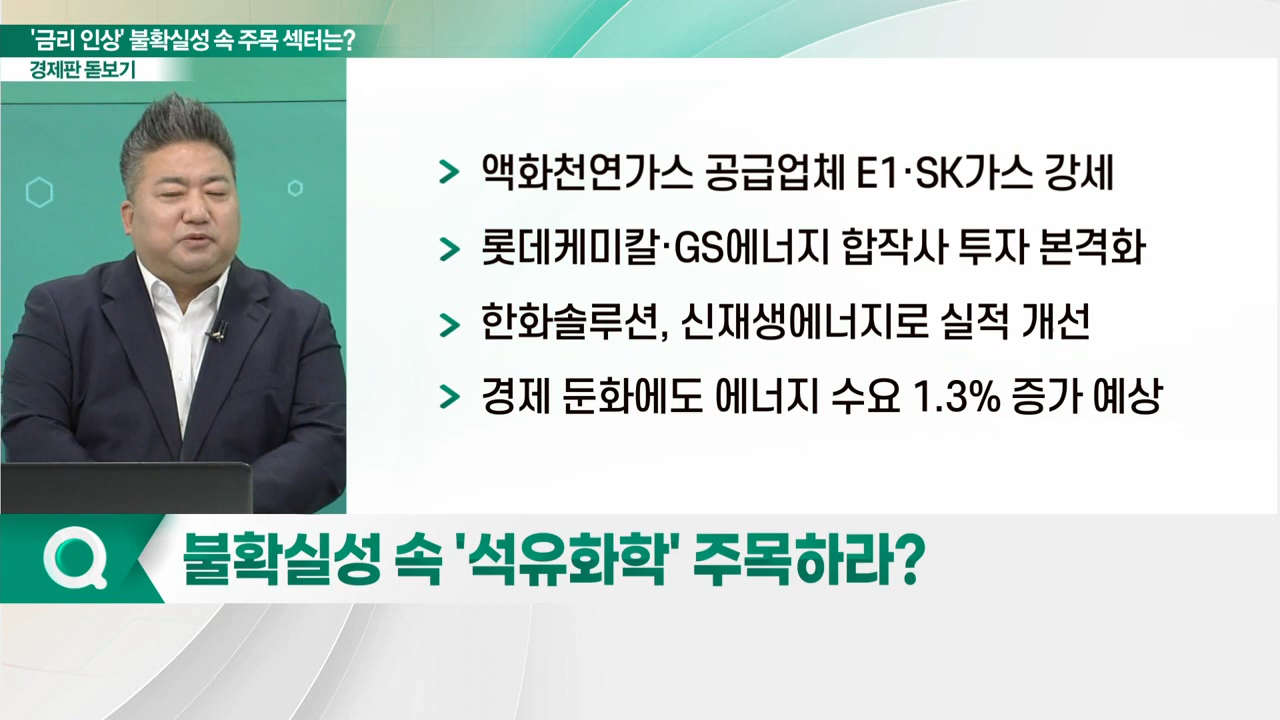 '금리 인상' 불확실성 속 주목 섹터는?
경제판 돋보기
> 액화천연가스 공급업체 E1·SK가스 강세
> 롯데케미칼·GS에너지 합작사 투자 본격화
> 한화솔루션, 신재생에너지로 실적 개선
> 경제 둔화에도 에너지 수요 1.3% 증가 예상
Q 불확실성 속 '석유화학' 주목하라?